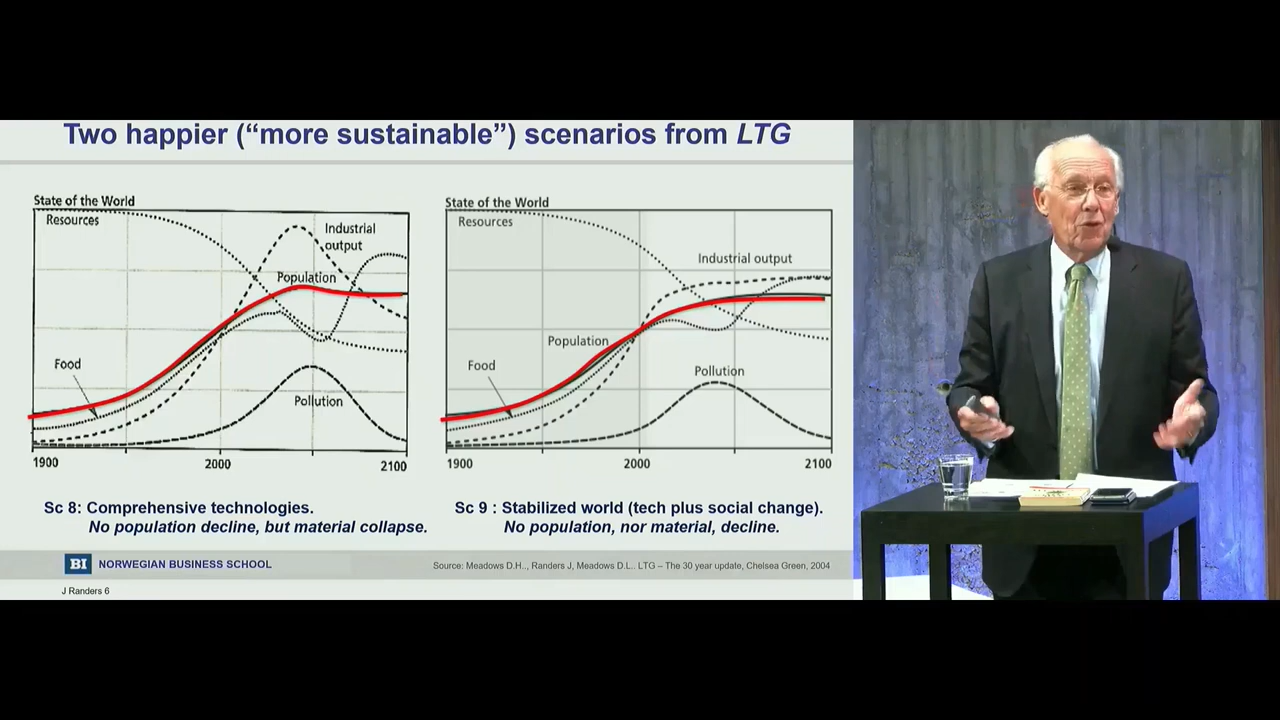 Two happier (“more sustainable”) scenarios from LTG
State of the World
Resources
Industrial
output
Population
Food
Pollution
1900
2000
2100
State of the World
Resources
Industrial output
Population
Food
Pollution
1900
2000
2100
Sc 8: Comprehensive technologies.
No population decline, but material collapse.
Sc 9 : Stabilized world (tech plus social change).
No population, nor material, decline.
BI NORWEGIAN BUSINESS SCHOOL
Source: Meadows D.H.., Randers J, Meadows D.L.. LTG – The 30 year update, Chelsea Green, 2004
J Randers 6